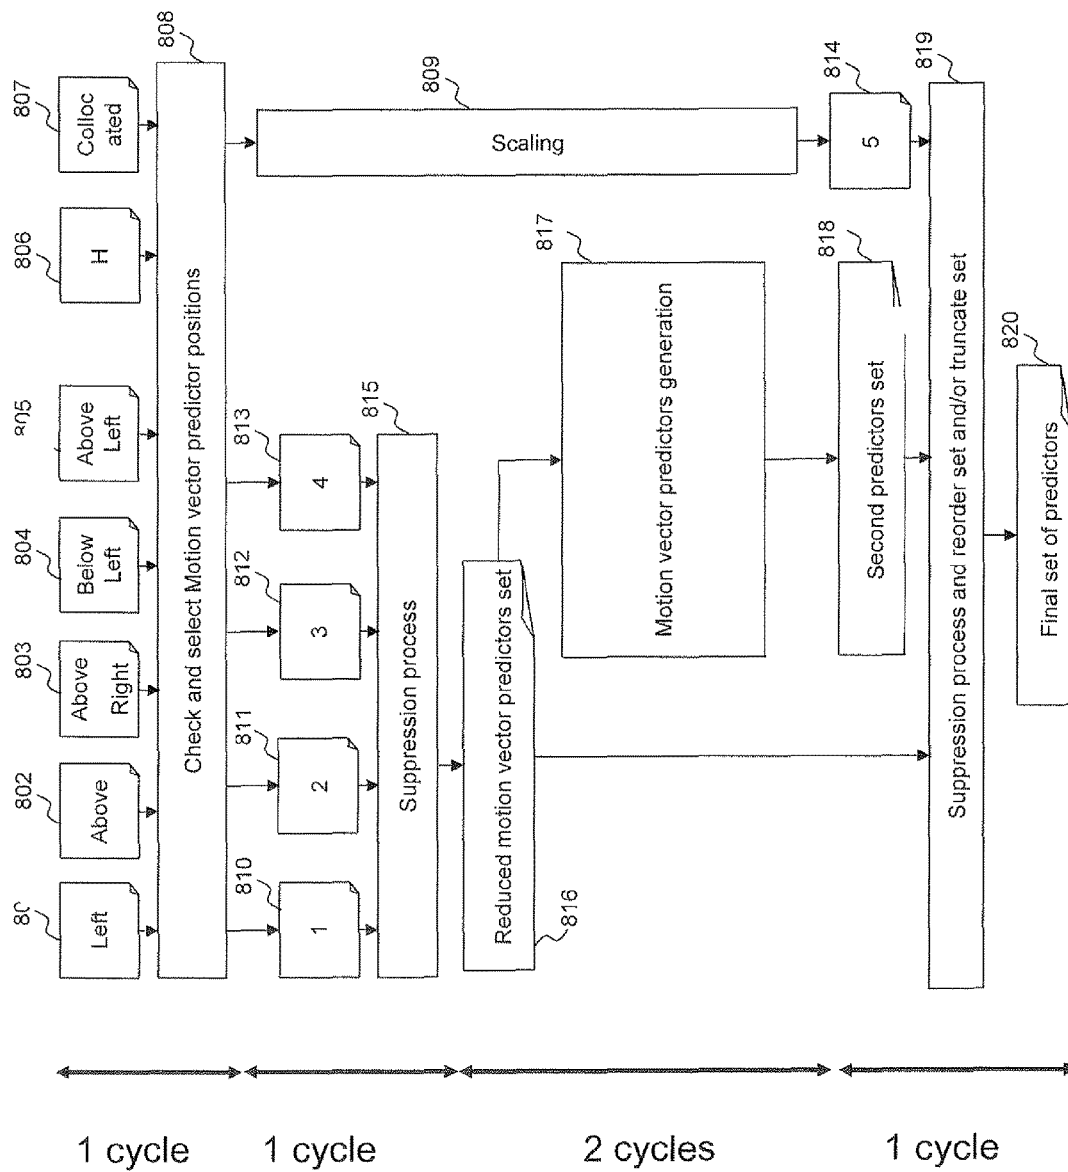 80
Left
802
Above
803
Above
Right
804
Below
Left
805
Above
Left
806
H
807
Colloc
ated
808
Check and select Motion vector predictor positions
809
Scaling
810
1
811
2
812
3
813
4
814
5
815
Suppression process
816
Reduced motion vector predictors set
817
Motion vector predictors generation
818
Second predictors set
819
Suppression process and reorder set and/or truncate set
820
Final set of predictors
1 cycle
1 cycle
2 cycles
1 cycle